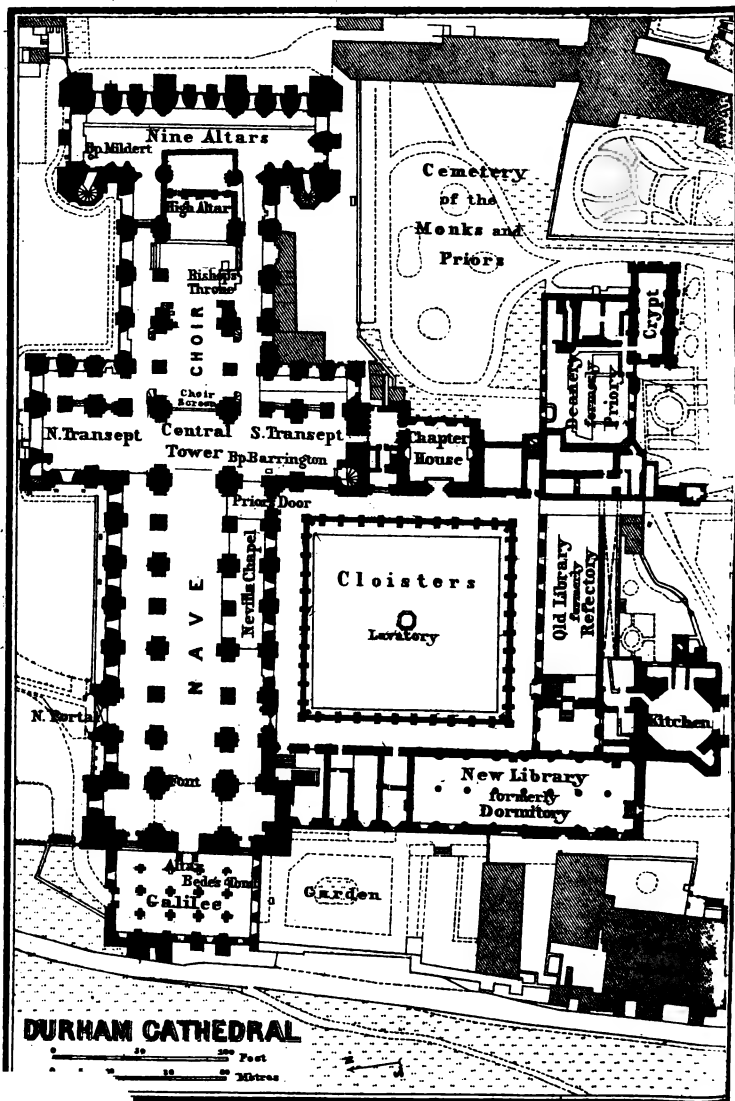 Nine Altars
Bp. Mildert
High Altar
Bishop's
Throne
CHOIR
Choir
Screen
N. Transept
Central
Tower
S. Transept
Bp. Barrington
Prior's Door
Chapter
House
Cemetery
of the
Monks and
Priors
Crypt
Deanery
formerly
Priory
NAVE
Nevills Chapel
Cloisters
Lavatory
Old Library
formerly
Refectory
Kitchen
N. Portal
Font
New Library
formerly
Dormitory
Altar
Bede's Tomb
Galilee
Garden
DURHAM CATHEDRAL
Feet
Mètres